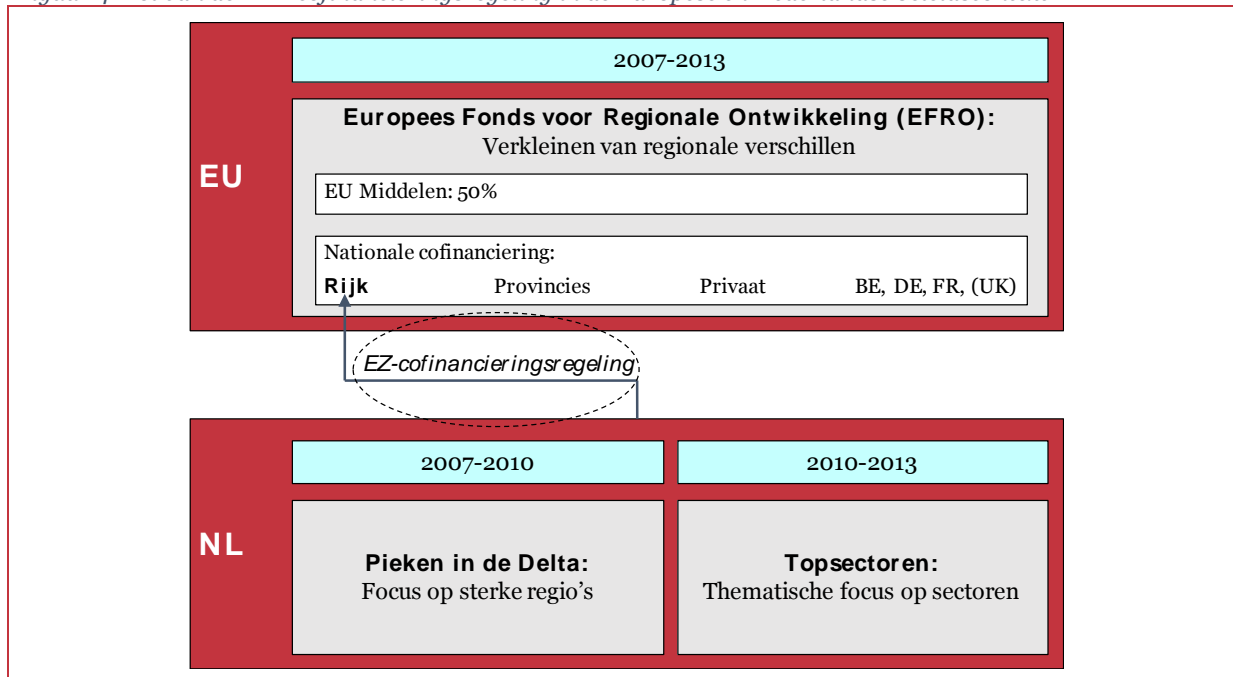 2007-2013
EU
Europees Fonds voor Regionale Ontwikkeling (EFRO):
Verkleinen van regionale verschillen
EU Middelen: 50%
Nationale cofinanciering:
Rijk Provincies Privaat BE, DE, FR, (UK)
EZ-cofinancieringsregeling
NL
2007-2010 2010-2013
Pieken in de Delta:
Focus op sterke regio's
Topsectoren:
Thematische focus op sectoren